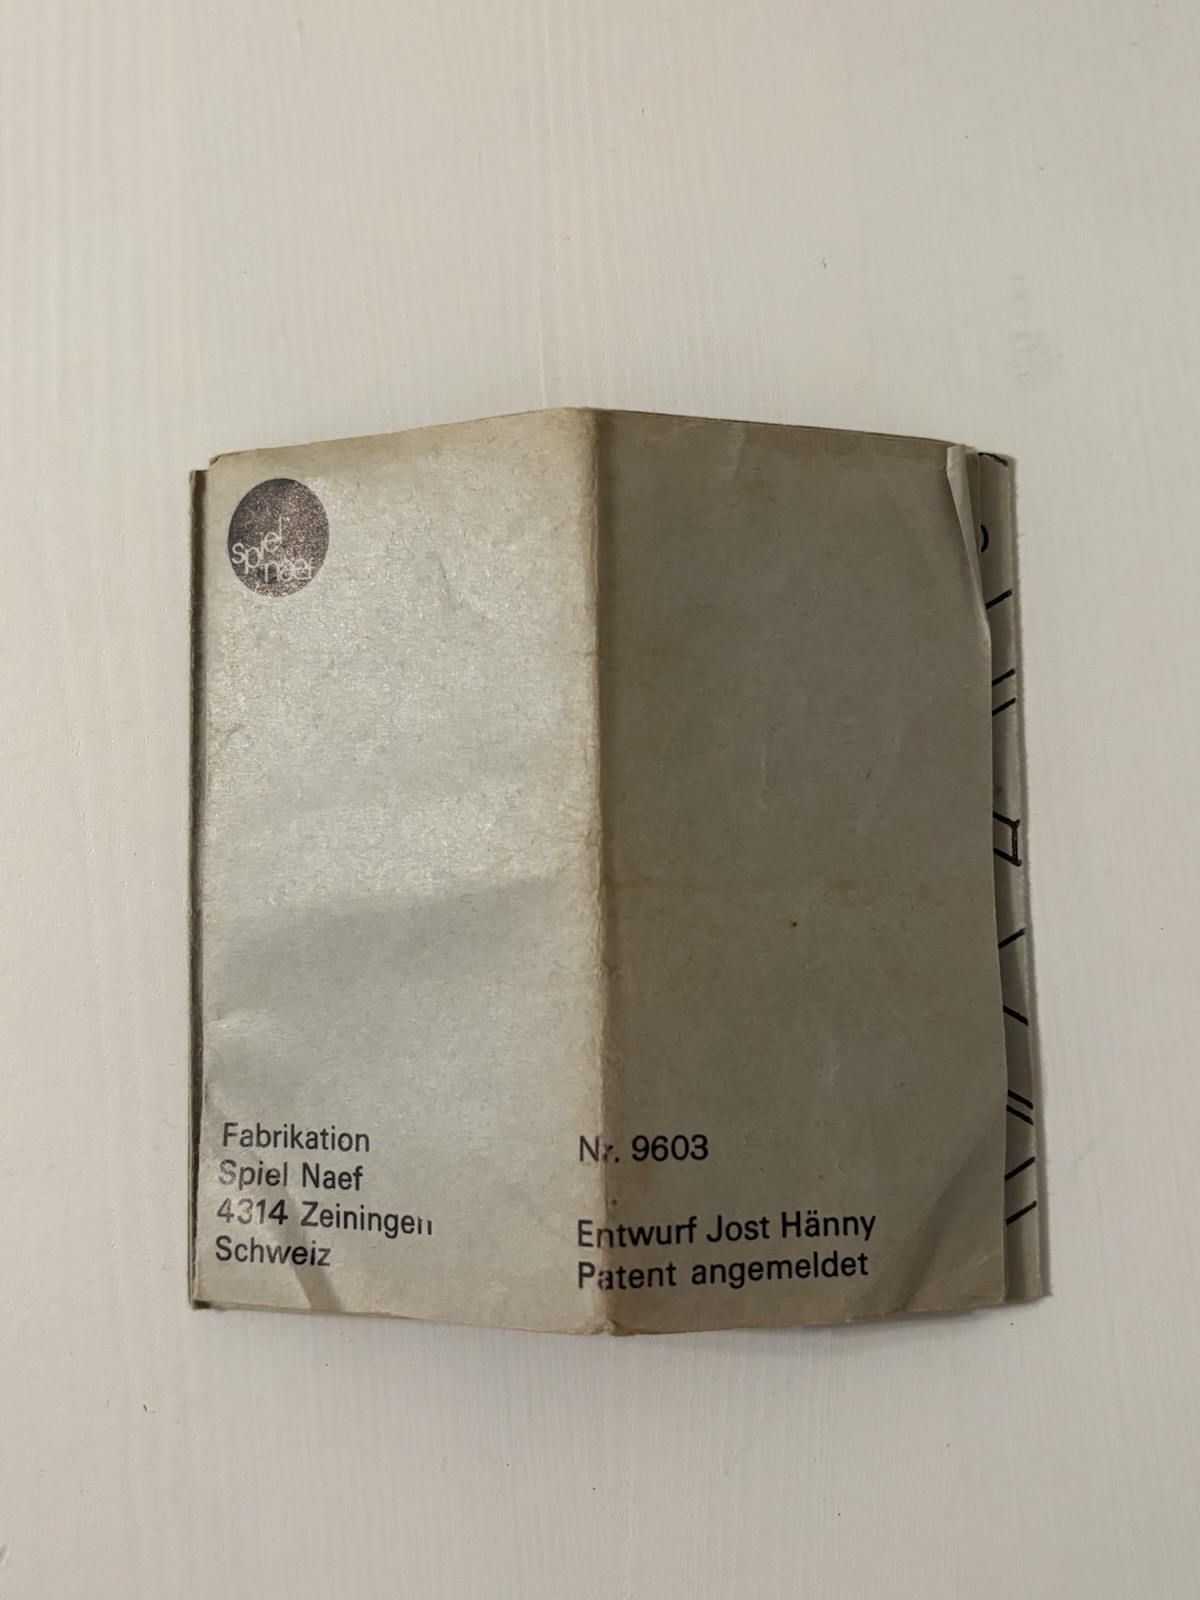 spiel
naef
Fabrikation
Spiel Naef
4314 Zeiningen
Schweiz
Nr. 9603
Entwurf Jost Hänny
Patent angemeldet